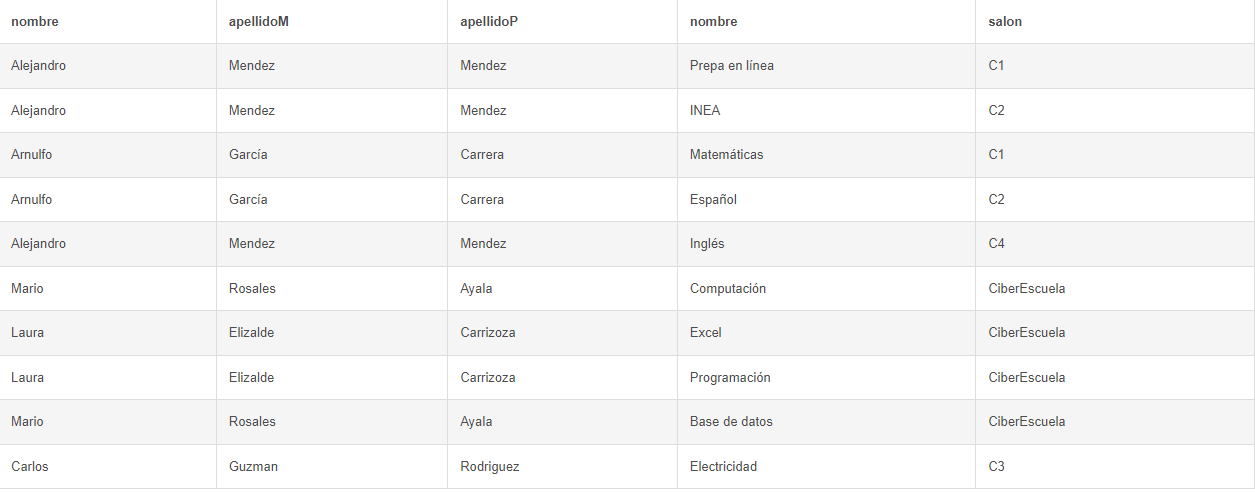 nombre apellidoM apellidoP nombre salon
Alejandro Mendez Mendez Prepa en línea C1
Alejandro Mendez Mendez INEA C2
Arnulfo García Carrera Matemáticas C1
Arnulfo García Carrera Español C2
Alejandro Mendez Mendez Inglés C4
Mario Rosales Ayala Computación CiberEscuela
Laura Elizalde Carrizoza Excel CiberEscuela
Laura Elizalde Carrizoza Programación CiberEscuela
Mario Rosales Ayala Base de datos CiberEscuela
Carlos Guzman Rodriguez Electricidad C3